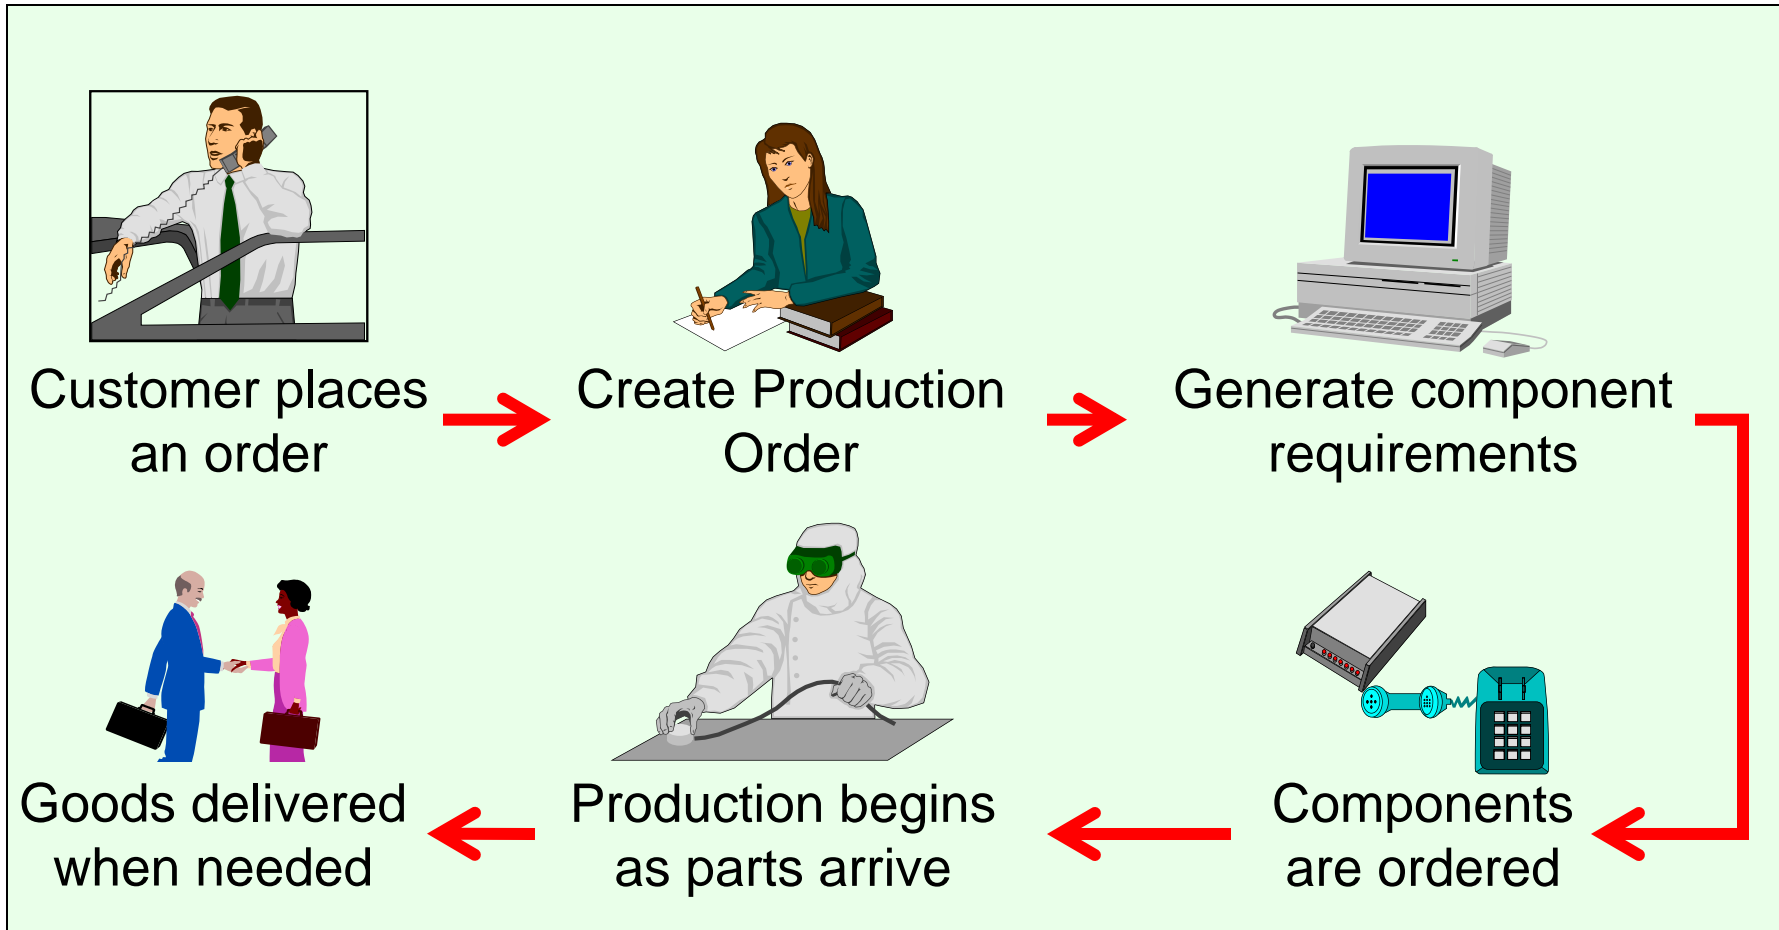 Customer places
an order
Create Production
Order
Generate component
requirements
Components
are ordered
Production begins
as parts arrive
Goods delivered
when needed